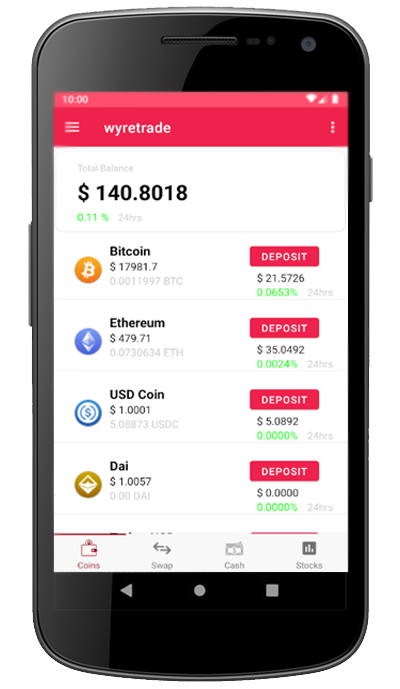 10:00
wyretrade
Total Balance
$ 140.8018
0.11 % 24hrs
Bitcoin
DEPOSIT
$ 17981.7
$ 21.5726
0.0011997 BTC
0.0653% 24hrs
Ethereum
DEPOSIT
$ 479.71
$ 35.0492
0.0730634 ETH
0.0024% 24hrs
USD Coin
DEPOSIT
$ 1.0001
$ 5.0892
5.08873 USDC
0.0000% 24hrs
Dai
DEPOSIT
$ 1.0057
$ 0.0000
0.00 DAI
0.0000% 24hrs
Coins Swap Cash Stocks